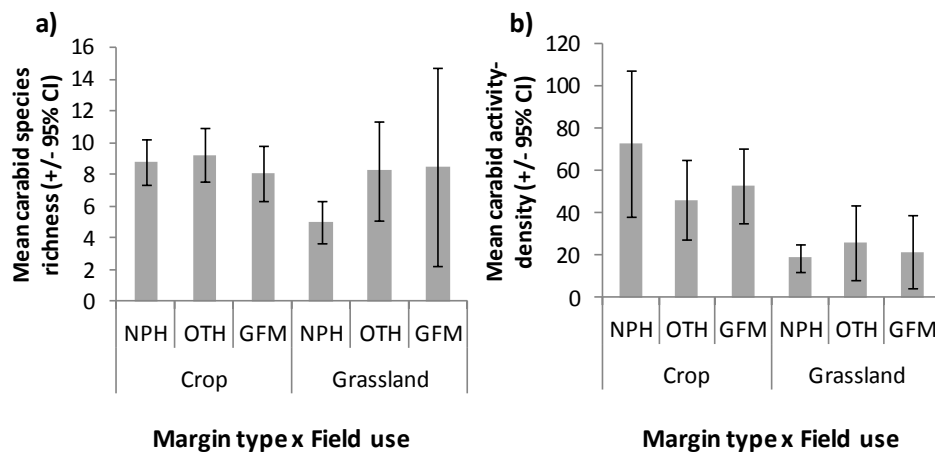 a)
Mean carabid species
richness (+/- 95% CI)
16
14
12
10
8
6
4
2
0
NPH OTH GFM NPH OTH GFM
Crop Grassland
Margin type x Field use
b)
Mean carabid activity-
density (+/- 95% CI)
120
100
80
60
40
20
0
NPH OTH GFM NPH OTH GFM
Crop Grassland
Margin type x Field use